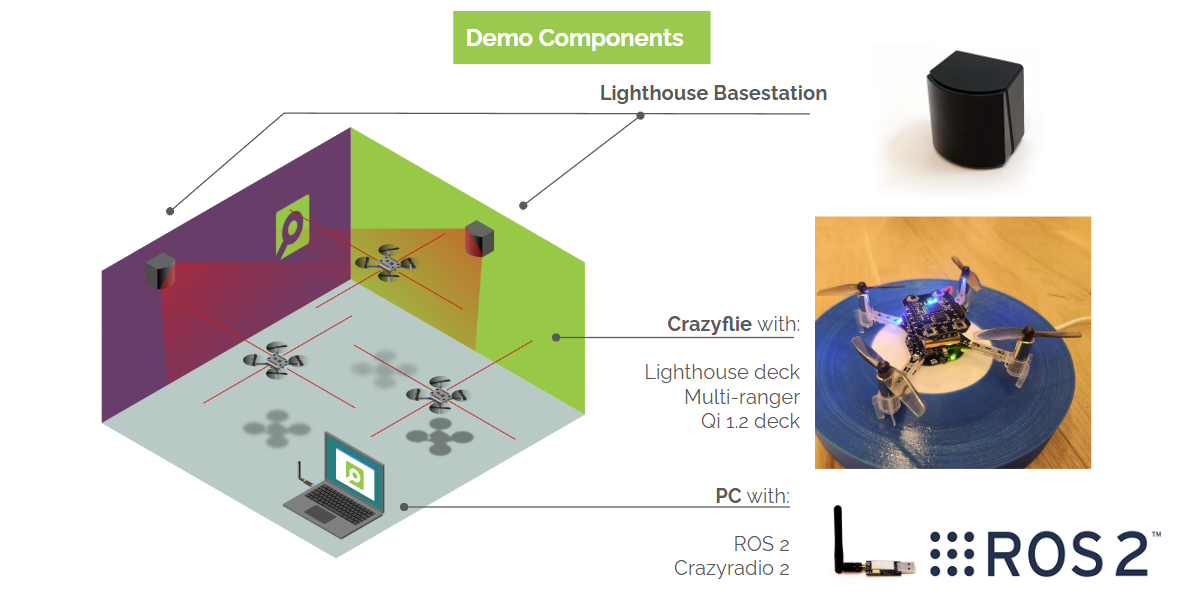 Demo Components
Lighthouse Basestation
Crazyflie with:
Lighthouse deck
Multi-ranger
Qi 1.2 deck
PC with:
ROS 2
Crazyradio 2
ROS 2™